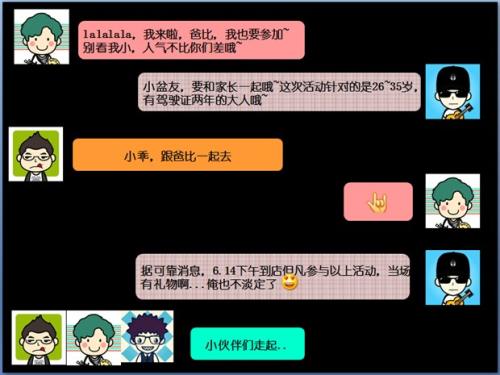 lalalala，我来啦，爸比，我也要参加~
别看我小，人气不比你们差哦~
小盆友，要和家长一起哦~这次活动针对的是26~35岁，
有驾驶证两年的大人哦~
小乖，跟爸比一起去
据可靠消息，6.14下午到店但凡参与以上活动，当场
有礼物啊...俺也不淡定了
小伙伴们走起..